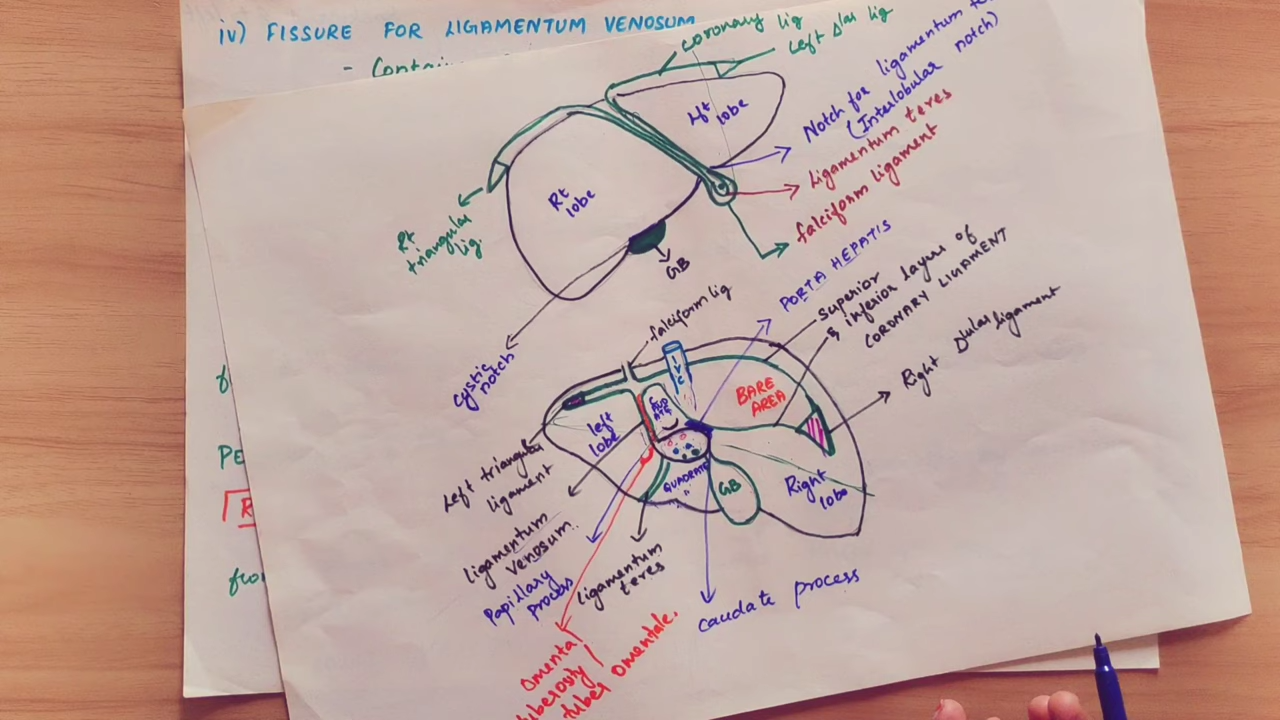 iv) FISSURE FOR LIGAMENTUM VENOSUM
coronary lig
Left Δlar lig
lft
lobe
Notch for ligamentum
(Interlobular notch)
Ligamentum teres
falciform ligament
Rt
lobe
Rt
triangular
lig.
GB
cystic
notch
falciform lig
PORTA HEPATIS
Superior
& inferior layers of
CORONARY LIGAMENT
Right Δular ligament
IVC
BARE
AREA
left
lobe
QUADRATE
GB
Right
lobe
Left triangular
ligament
ligamentum
venosum.
Papillary
process
ligamentum
teres
caudate process
omental
tuberosity /
tuber omentale.
PE
R